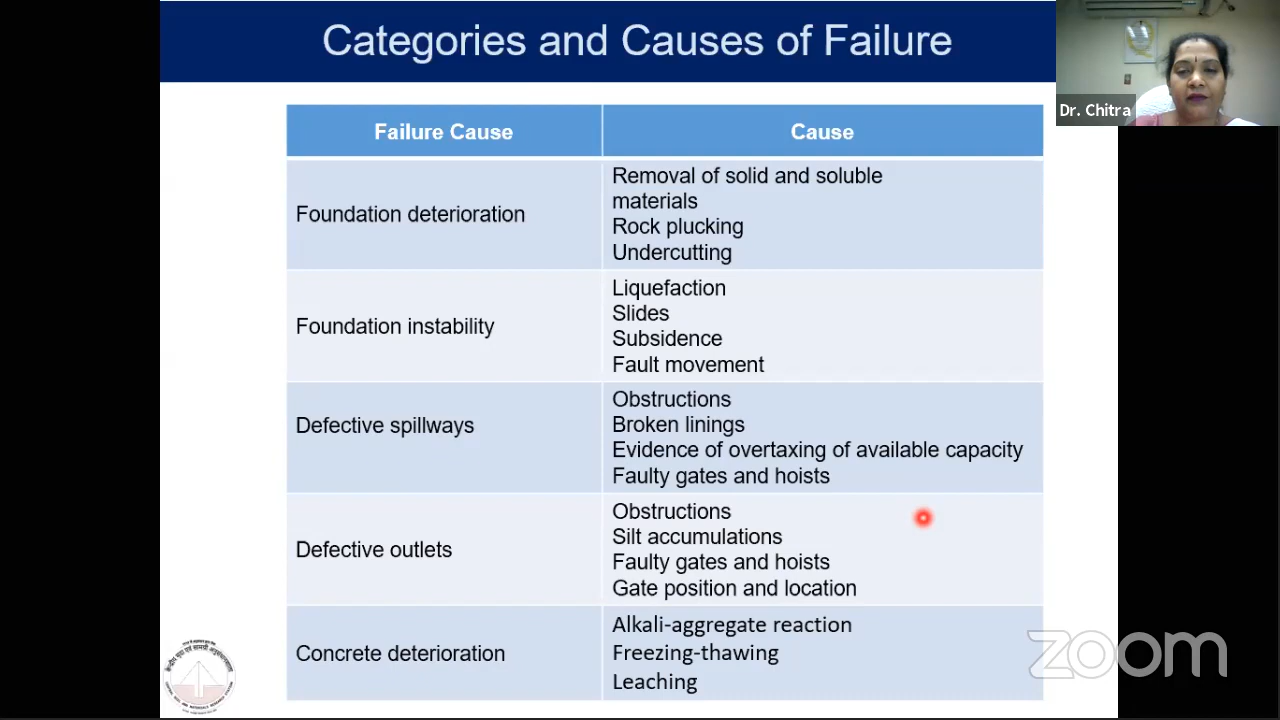 Categories and Causes of Failure
Dr. Chitra
Failure Cause
Cause
Foundation deterioration
Removal of solid and soluble
materials
Rock plucking
Undercutting
Foundation instability
Liquefaction
Slides
Subsidence
Fault movement
Defective spillways
Obstructions
Broken linings
Evidence of overtaxing of available capacity
Faulty gates and hoists
Defective outlets
Obstructions
Silt accumulations
Faulty gates and hoists
Gate position and location
Concrete deterioration
Alkali-aggregate reaction
Freezing-thawing
Leaching
zoom